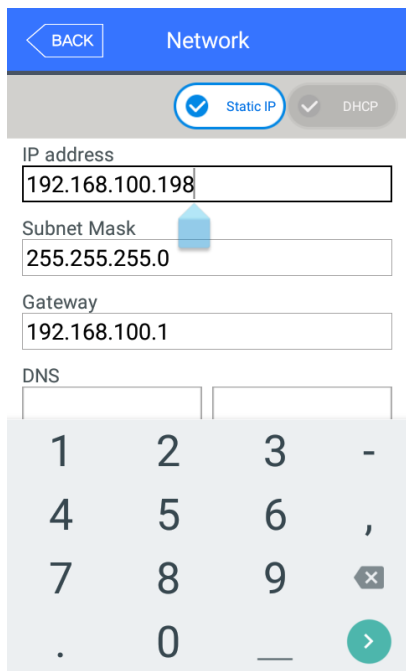 BACK Network
Static IP DHCP
IP address
192.168.100.198
Subnet Mask
255.255.255.0
Gateway
192.168.100.1
DNS
1 2 3 -
4 5 6 ,
7 8 9
. 0 _